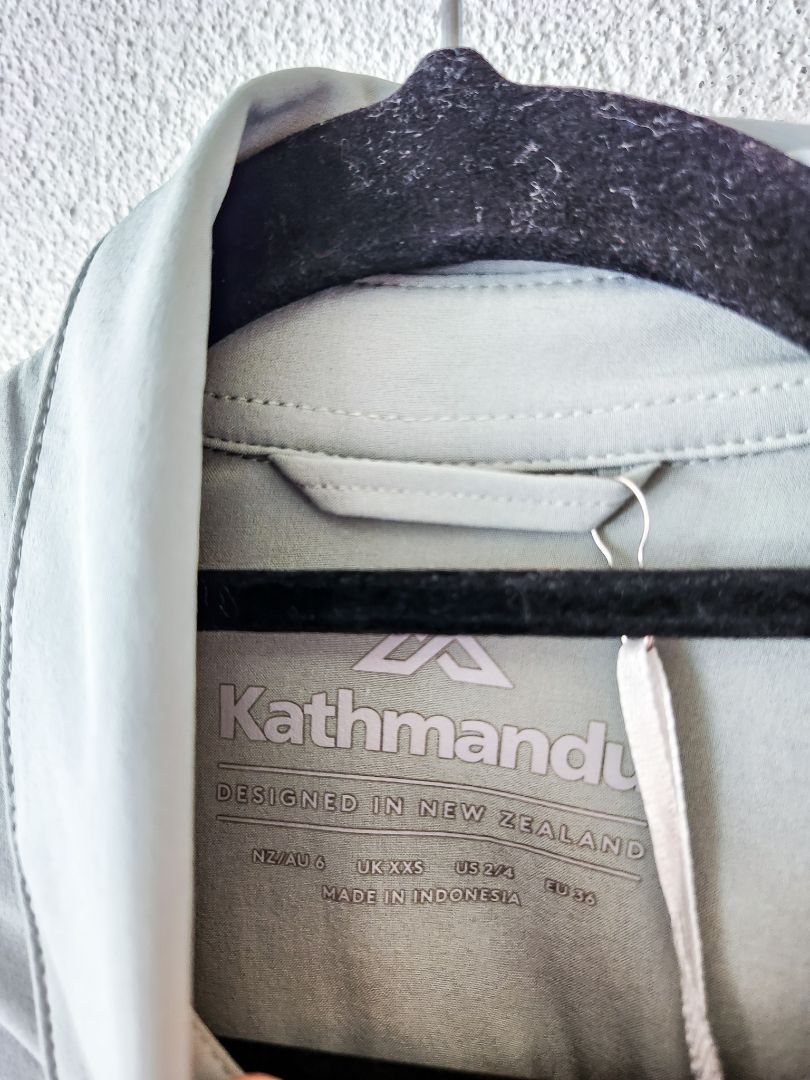 Kathmandu
DESIGNED IN NEW ZEALAND
NZ/AU 6 UK XXS US 2/4 EU 36
MADE IN INDONESIA